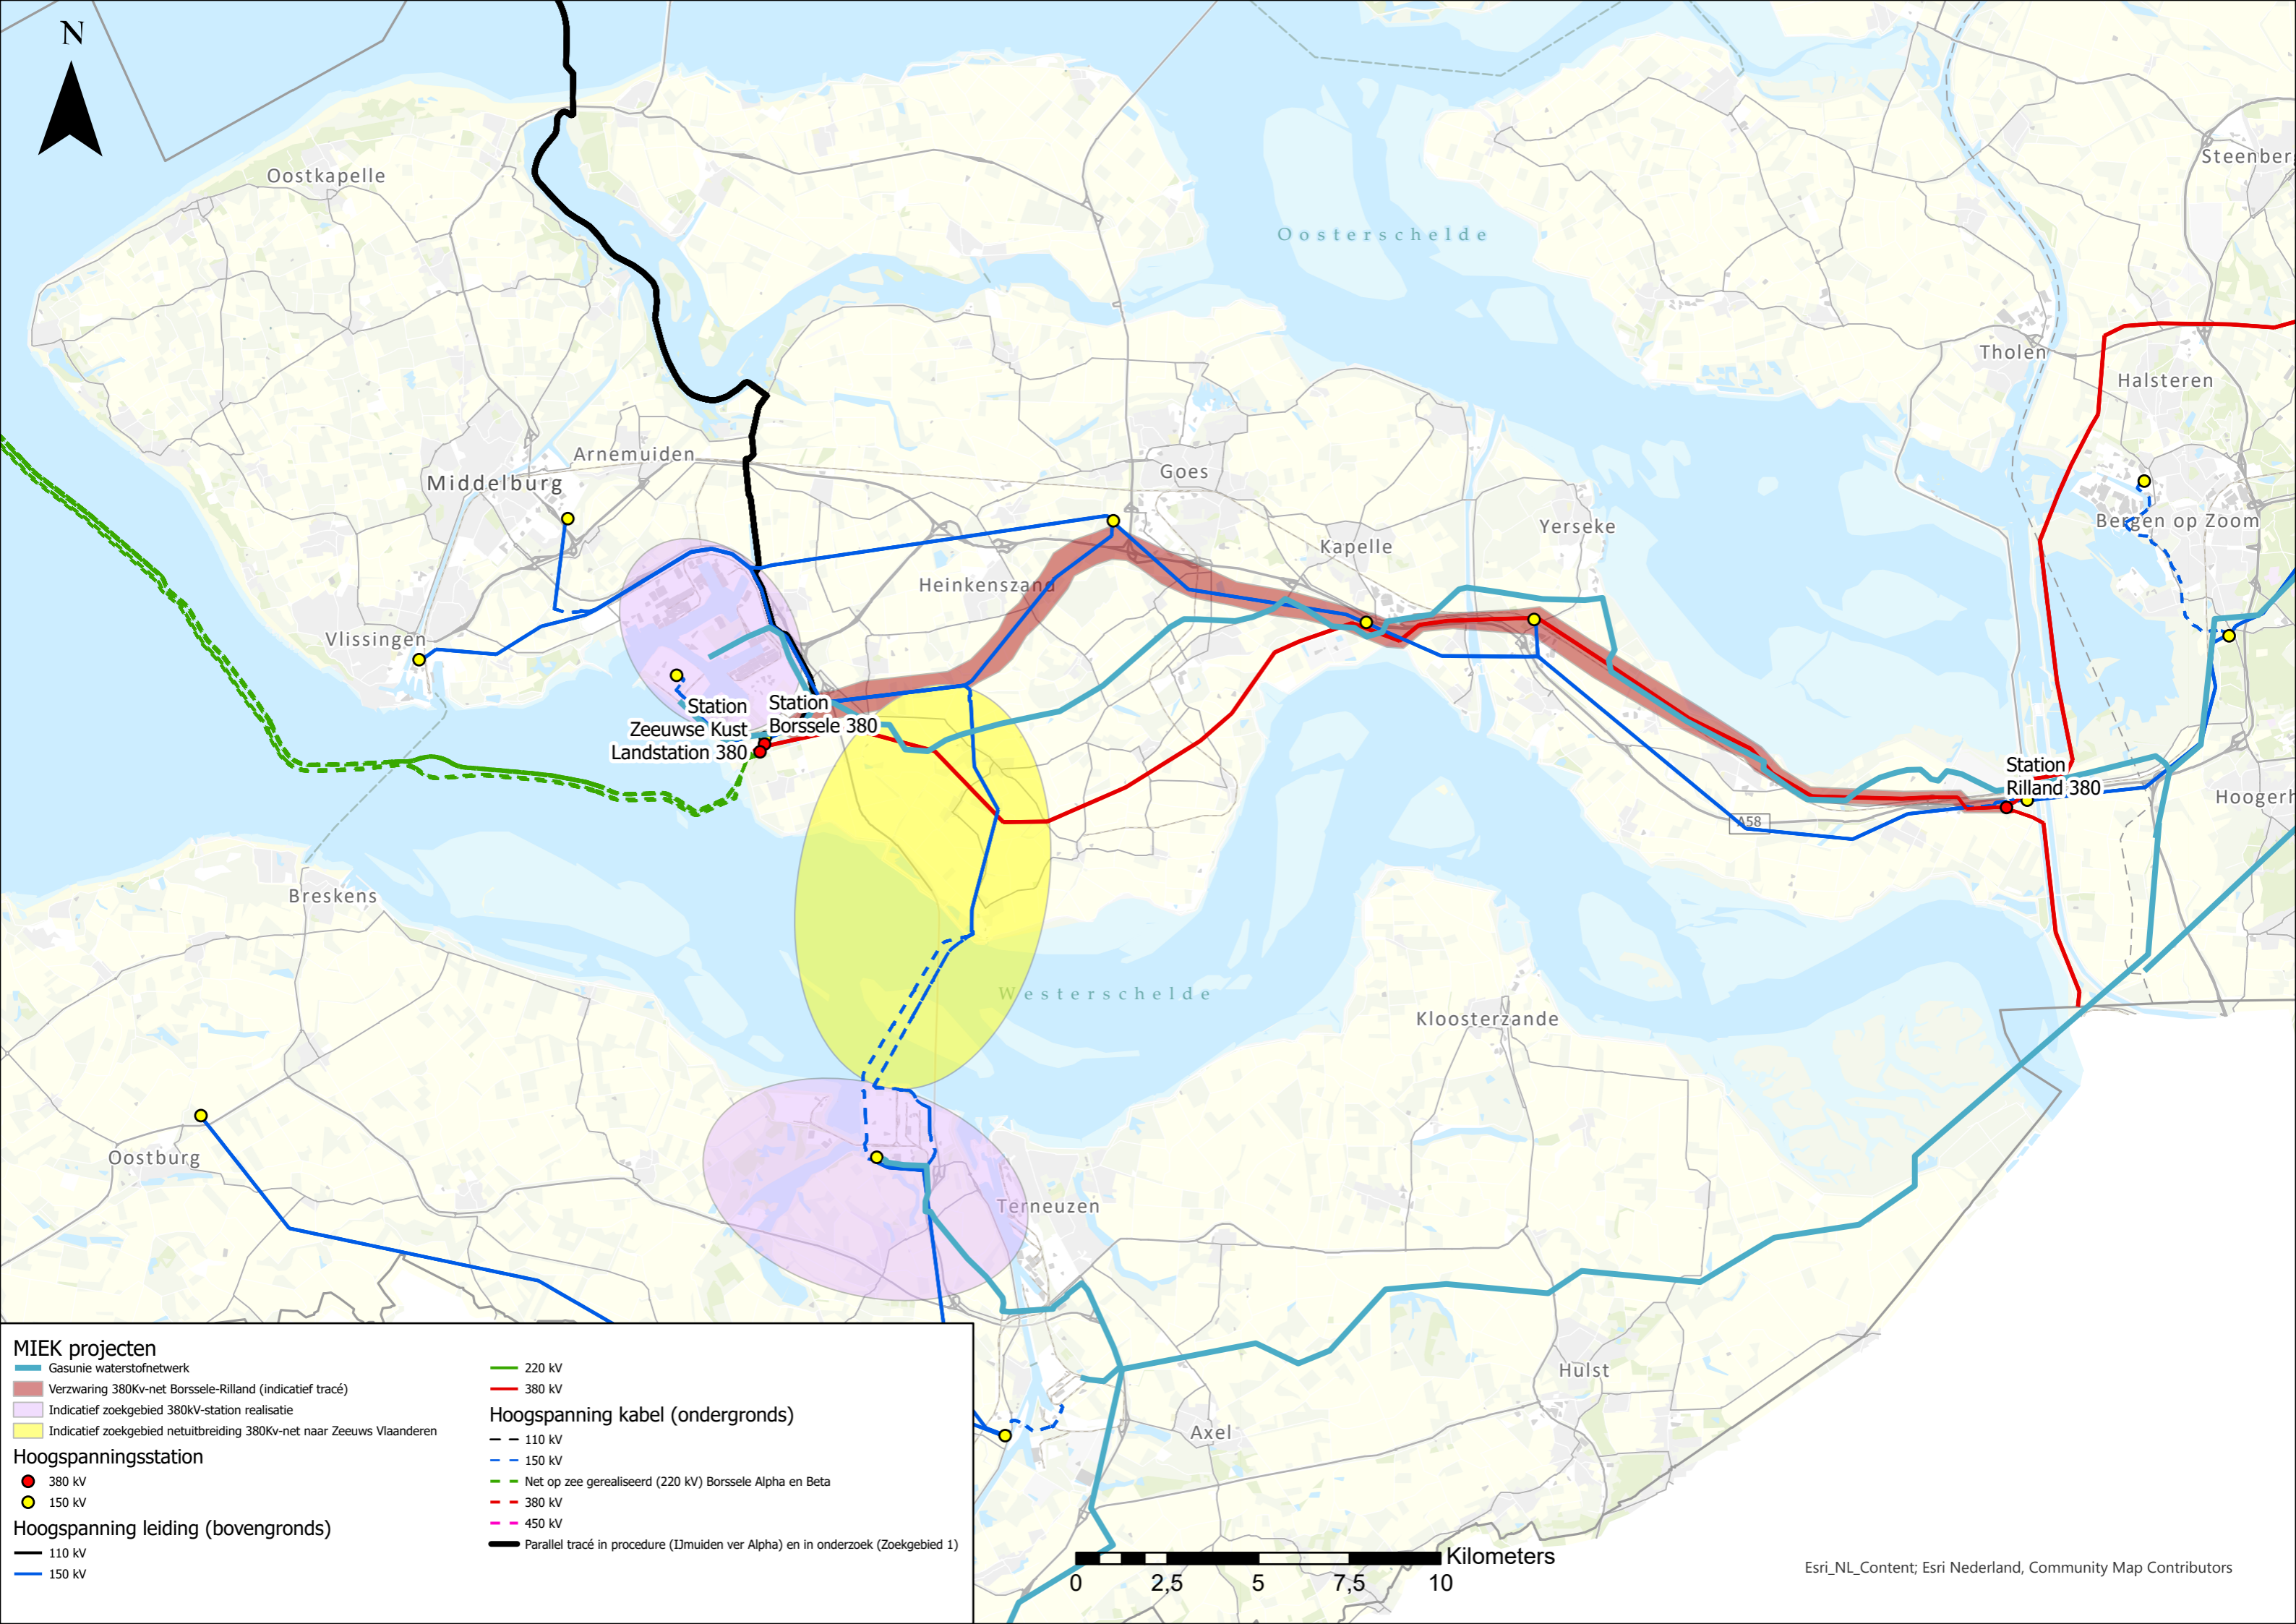 N
Oostkapelle
Oosterschelde
Steenber
Tholen
Halsteren
Arnemuiden
Middelburg
Goes
Bergen op Zoom
Yerseke
Kapelle
Heinkenszand
Vlissingen
Station
Zeeuwse Kust
Landstation 380
Station
Borssele 380
Station
Rilland 380
Hoogerh
A58
Breskens
Westerschelde
Kloosterzande
Oostburg
Terneuzen
Hulst
Axel
MIEK projecten
Gasunie waterstofnetwerk
Verzwaring 380Kv-net Borssele-Rilland (indicatief tracé)
Indicatief zoekgebied 380kV-station realisatie
Indicatief zoekgebied netuitbreiding 380Kv-net naar Zeeuws Vlaanderen
Hoogspanningsstation
380 kV
150 kV
Hoogspanning leiding (bovengronds)
110 kV
150 kV
220 kV
380 kV
Hoogspanning kabel (ondergronds)
110 kV
150 kV
Net op zee gerealiseerd (220 kV) Borssele Alpha en Beta
380 kV
450 kV
Parallel tracé in procedure (IJmuiden ver Alpha) en in onderzoek (Zoekgebied 1)
Kilometers
0 2,5 5 7,5 10
Esri_NL_Content; Esri Nederland, Community Map Contributors